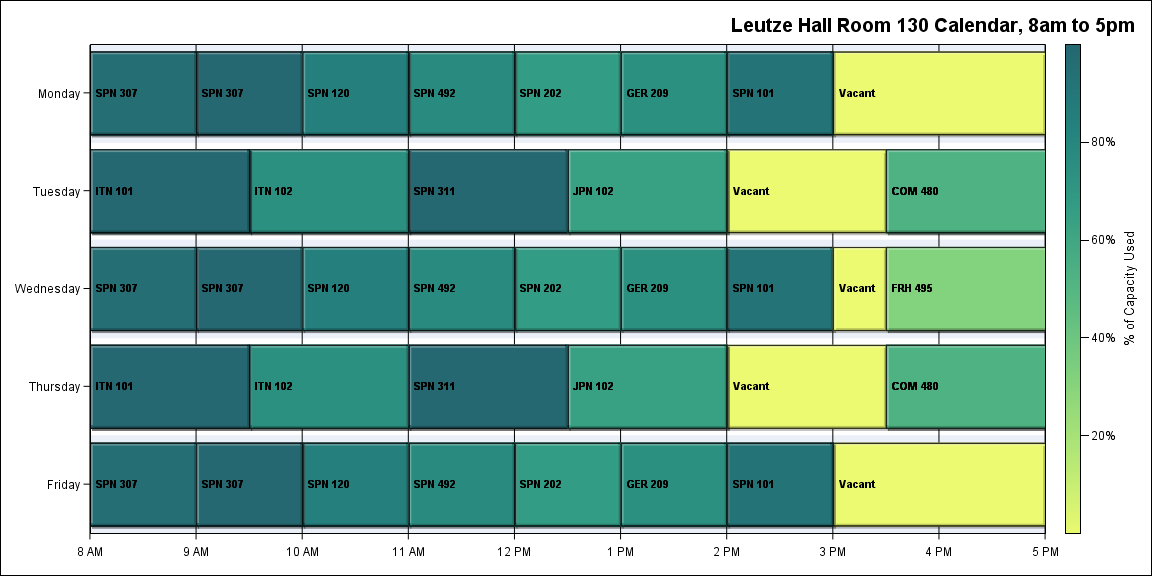 Leutze Hall Room 130 Calendar, 8am to 5pm
Monday
SPN 307
SPN 307
SPN 120
SPN 492
SPN 202
GER 209
SPN 101
Vacant
Tuesday
ITN 101
ITN 102
SPN 311
JPN 102
Vacant
COM 480
Wednesday
SPN 307
SPN 307
SPN 120
SPN 492
SPN 202
GER 209
SPN 101
Vacant
FRH 495
Thursday
ITN 101
ITN 102
SPN 311
JPN 102
Vacant
COM 480
Friday
SPN 307
SPN 307
SPN 120
SPN 492
SPN 202
GER 209
SPN 101
Vacant
8 AM
9 AM
10 AM
11 AM
12 PM
1 PM
2 PM
3 PM
4 PM
5 PM
80%
60%
40%
20%
% of Capacity Used